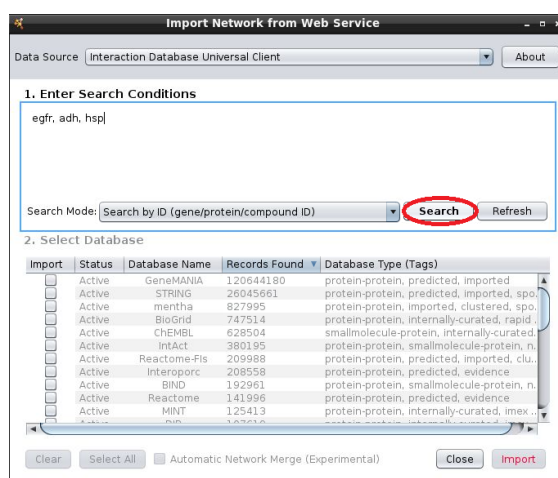 Import Network from Web Service
Data Source Interaction Database Universal Client About
1. Enter Search Conditions
egfr, adh, hsp
Search Mode: Search by ID (gene/protein/compound ID) Search Refresh
2. Select Database
Import Status Database Name Records Found Database Type (Tags)
Active GeneMANIA 120644180 protein-protein, predicted, imported
Active STRING 26045661 protein-protein, predicted, imported, spo.
Active mentha 827995 protein-protein, imported, clustered, spo.
Active BioGrid 747514 protein-protein, internally-curated, rapid .
Active ChEMBL 628504 smallmolecule-protein, internally-curated.
Active IntAct 380195 protein-protein, smallmolecule-protein, n.
Active Reactome-FIs 209988 protein-protein, predicted, imported, clu..
Active Interoporc 208558 protein-protein, predicted, evidence
Active BIND 192961 protein-protein, smallmolecule-protein, n.
Active Reactome 141996 protein-protein, predicted, evidence
Active MINT 125413 protein-protein, internally-curated, imex ..
Clear Select All Automatic Network Merge (Experimental) Close Import